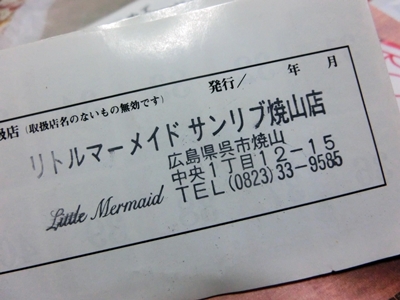 発行/ 年 月
扱店(取扱店名のないもの無効です)
リトルマーメイド サンリブ焼山店
広島県呉市焼山
中央1丁目12-15
Little Mermaid TEL(0823)33-9585